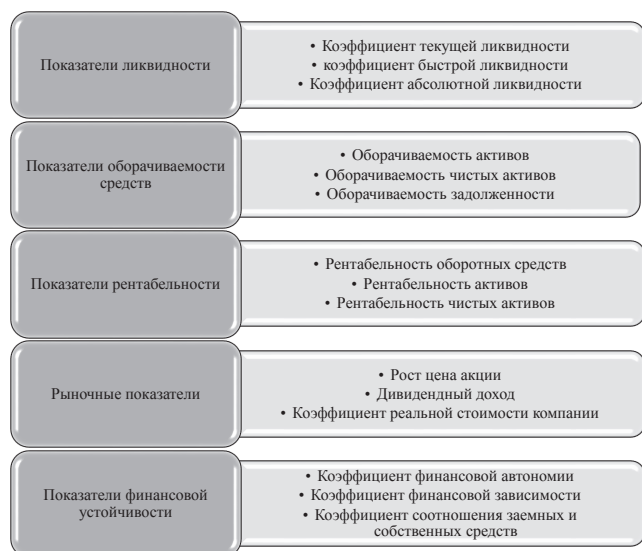 Показатели ликвидности
• Коэффициент текущей ликвидности
• коэффициент быстрой ликвидности
• Коэффициент абсолютной ликвидности
Показатели оборачиваемости
средств
• Оборачиваемость активов
• Оборачиваемость чистых активов
• Оборачиваемость задолженности
Показатели рентабельности
• Рентабельность оборотных средств
• Рентабельность активов
• Рентабельность чистых активов
Рыночные показатели
• Рост цена акции
• Дивидендный доход
• Коэффициент реальной стоимости компании
Показатели финансовой
устойчивости
• Коэффициент финансовой автономии
• Коэффициент финансовой зависимости
• Коэффициент соотношения заемных и
собственных средств